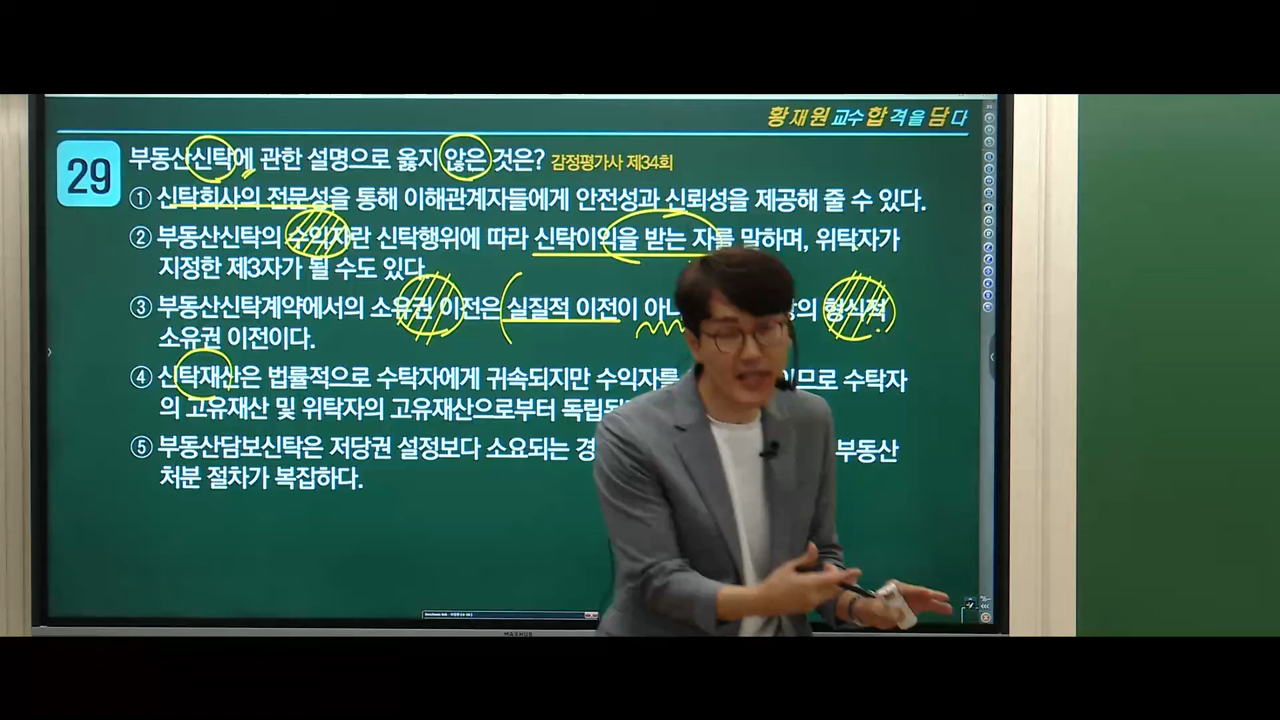 황재원 교수 합격을 담다
29
부동산신탁에 관한 설명으로 옳지 않은 것은? 감정평가사 제34회
① 신탁회사의 전문성을 통해 이해관계자들에게 안전성과 신뢰성을 제공해 줄 수 있다.
② 부동산신탁의 수익자란 신탁행위에 따라 신탁이익을 받는 자를 말하며, 위탁자가
지정한 제3자가 될 수도 있다.
③ 부동산신탁계약에서의 소유권 이전은 실질적 이전이 형식적
소유권 이전이다.
④ 신탁재산은 법률적으로 수탁자에게 귀속되지만 수익자를 수탁자
의 고유재산 및 위탁자의 고유재산으로부터
⑤ 부동산담보신탁은 저당권 설정보다 소요되는 부동산
처분 절차가 복잡하다.
MAXHUB